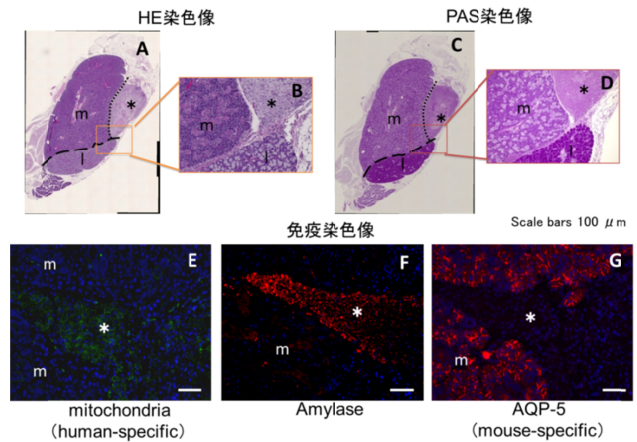 HE染色像
PAS染色像
A
m
*
l
B
m
*
l
C
m
*
l
D
m
*
l
Scale bars 100 μm
免疫染色像
E
m
*
m
F
*
m
G
*
m
mitochondria
(human-specific)
Amylase
AQP-5
(mouse-specific)